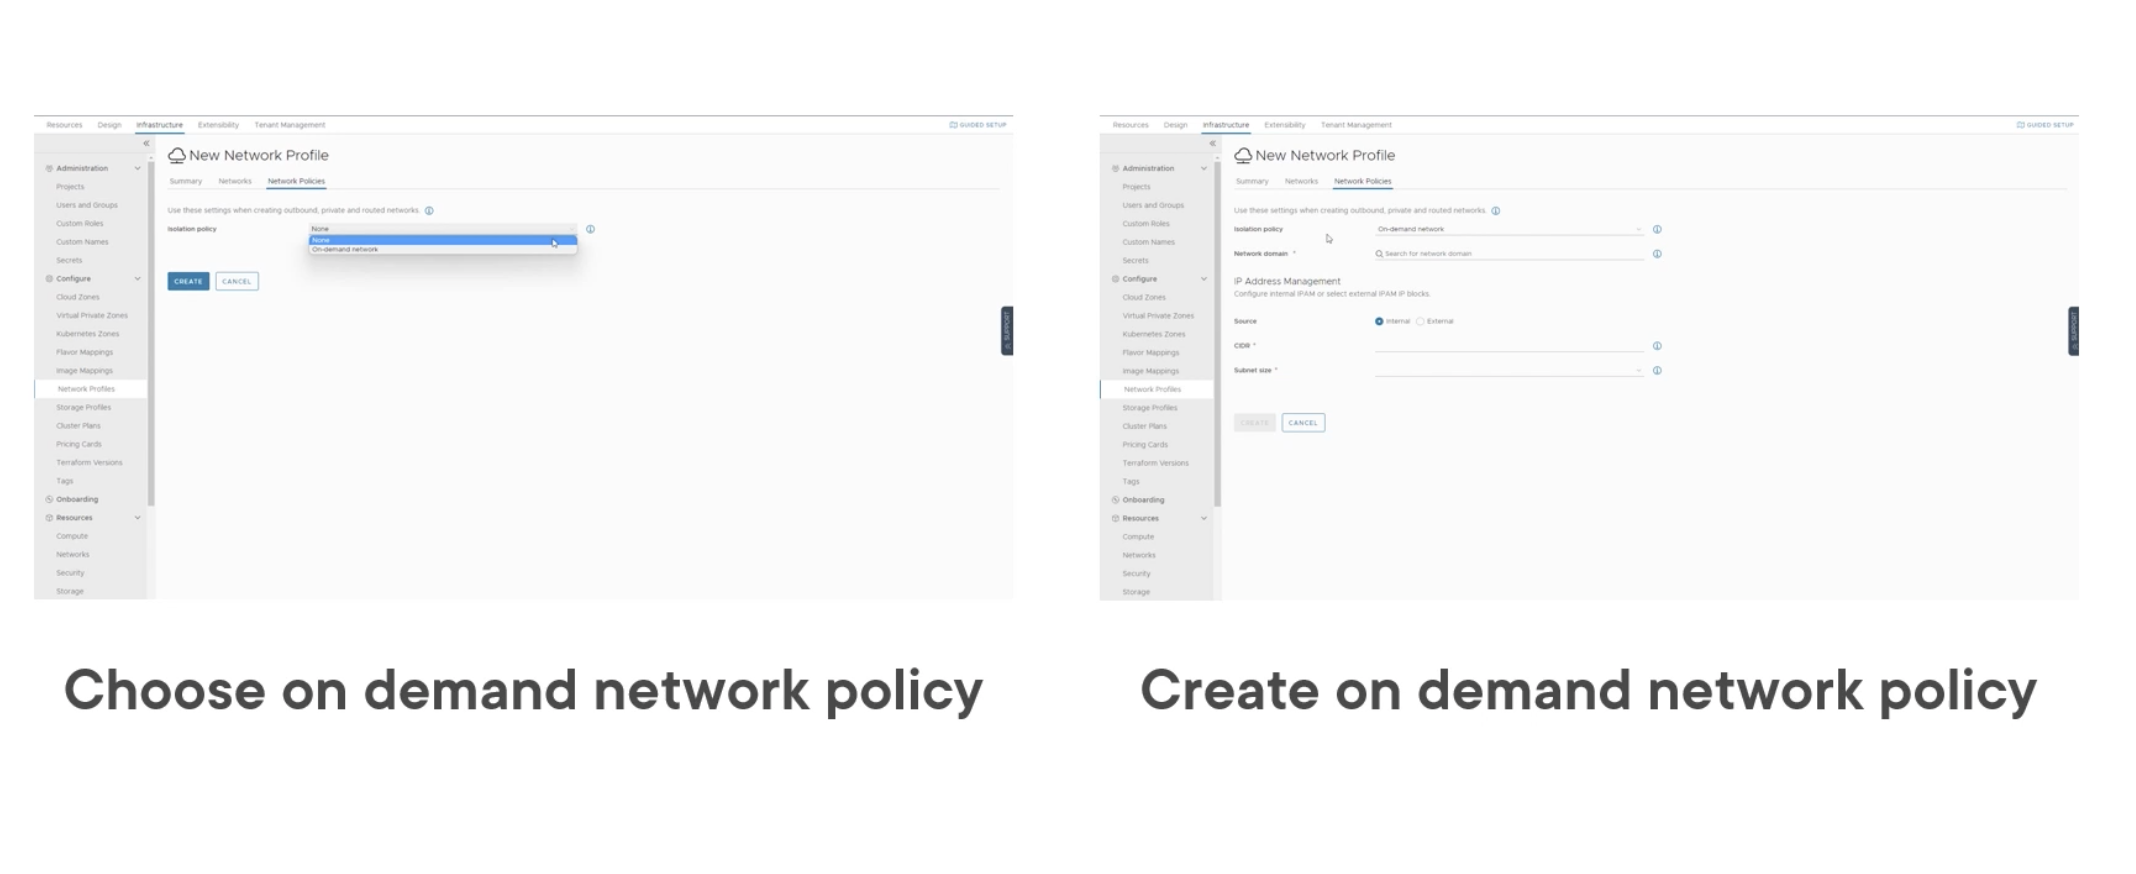 Resources Design Infrastructure Extensibility Tenant Management GUIDED SETUP
Administration
Projects
Users and Groups
Custom Roles
Custom Names
Secrets
Configure
Cloud Zones
Virtual Private Zones
Kubernetes Zones
Flavor Mappings
Image Mappings
Network Profiles
Storage Profiles
Cluster Plans
Pricing Cards
Terraform Versions
Tags
Onboarding
Resources
Compute
Networks
Security
Storage
New Network Profile
Summary Networks Network Policies
Use these settings when creating outbound, private and routed networks.
Isolation policy None
None
On-demand network
CREATE CANCEL
SUPPORT
Choose on demand network policy
Resources Design Infrastructure Extensibility Tenant Management GUIDED SETUP
Administration
Projects
Users and Groups
Custom Roles
Custom Names
Secrets
Configure
Cloud Zones
Virtual Private Zones
Kubernetes Zones
Flavor Mappings
Image Mappings
Network Profiles
Storage Profiles
Cluster Plans
Pricing Cards
Terraform Versions
Tags
Onboarding
Resources
Compute
Networks
Security
Storage
New Network Profile
Summary Networks Network Policies
Use these settings when creating outbound, private and routed networks.
Isolation policy On-demand network
Network domain * Search for network domain
IP Address Management
Configure internal IPAM or select external IPAM IP blocks.
Source Internal External
CIDR *
Subnet size *
CREATE CANCEL
SUPPORT
Create on demand network policy